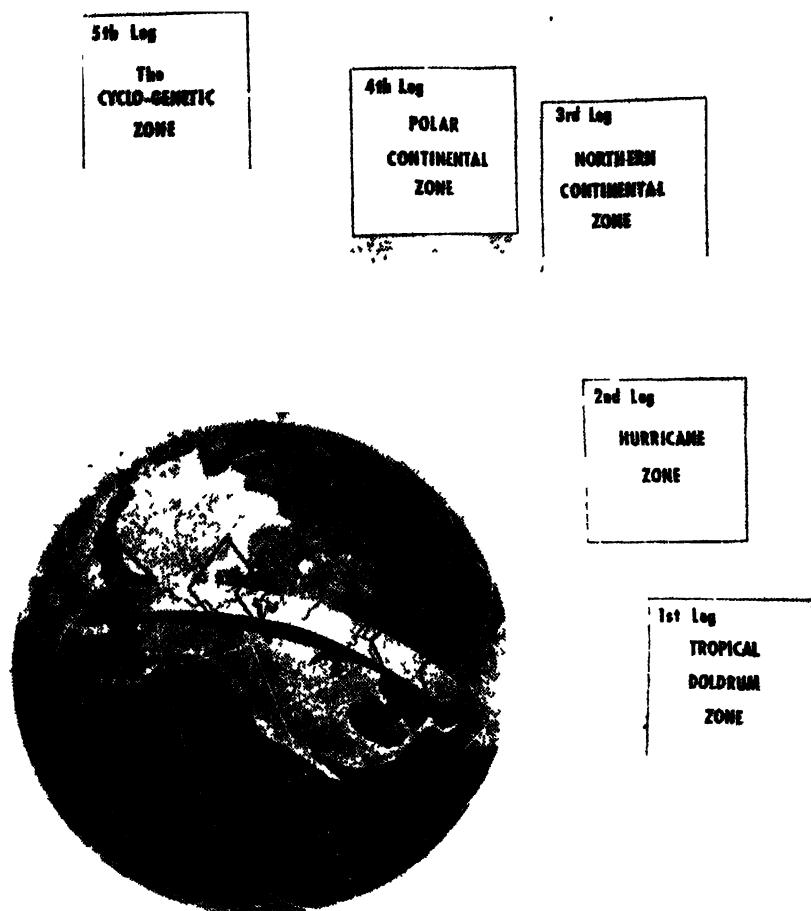 5th Leg
The
CYCLO-GENETIC
ZONE
4th Leg
POLAR
CONTINENTAL
ZONE
3rd Leg
NORTHERN
CONTINENTAL
ZONE
2nd Leg
HURRICANE
ZONE
1st Leg
TROPICAL
DOLDRUM
ZONE